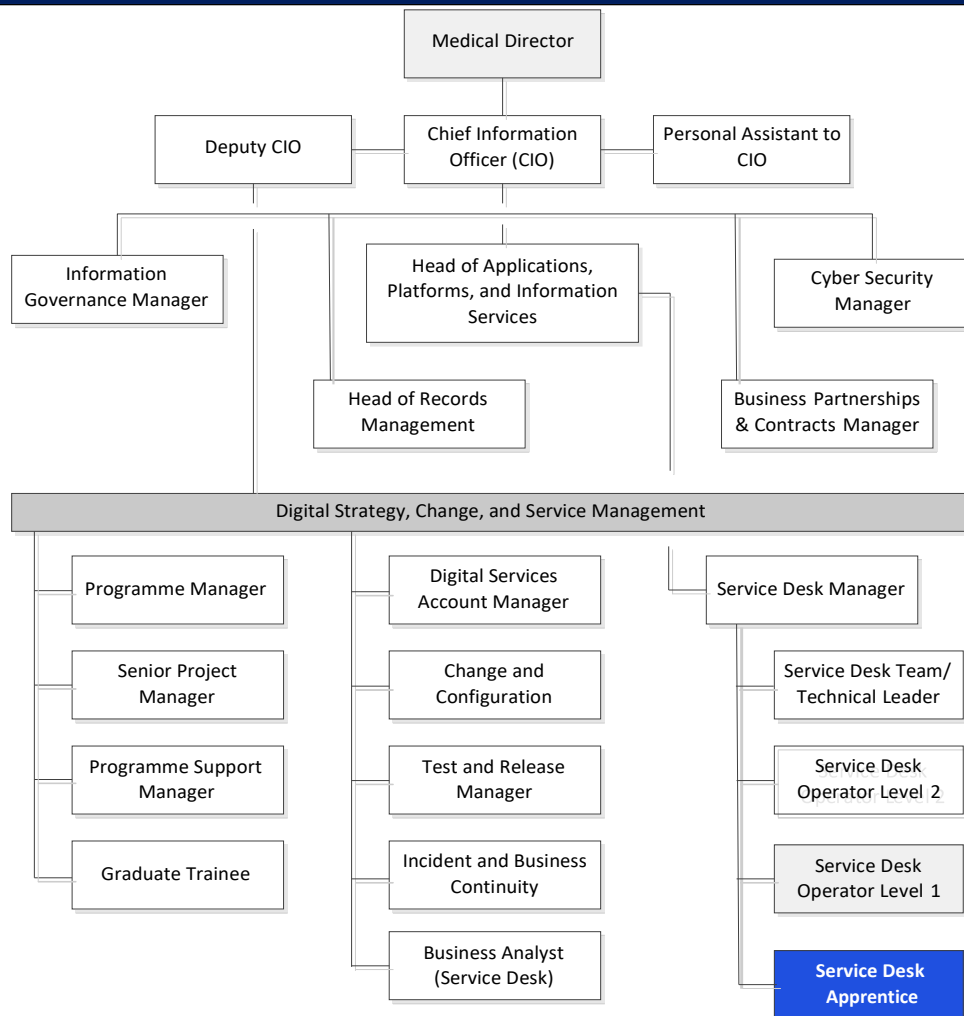 Medical Director
Deputy CIO
Chief Information
Officer (CIO)
Personal Assistant to
CIO
Information
Governance Manager
Head of Applications,
Platforms, and Information
Services
Cyber Security
Manager
Head of Records
Management
Business Partnerships
& Contracts Manager
Digital Strategy, Change, and Service Management
Programme Manager
Digital Services
Account Manager
Service Desk Manager
Senior Project
Manager
Change and
Configuration
Service Desk Team/
Technical Leader
Programme Support
Manager
Test and Release
Manager
Service Desk
Operator Level 2
Graduate Trainee
Incident and Business
Continuity
Service Desk
Operator Level 1
Business Analyst
(Service Desk)
Service Desk
Apprentice